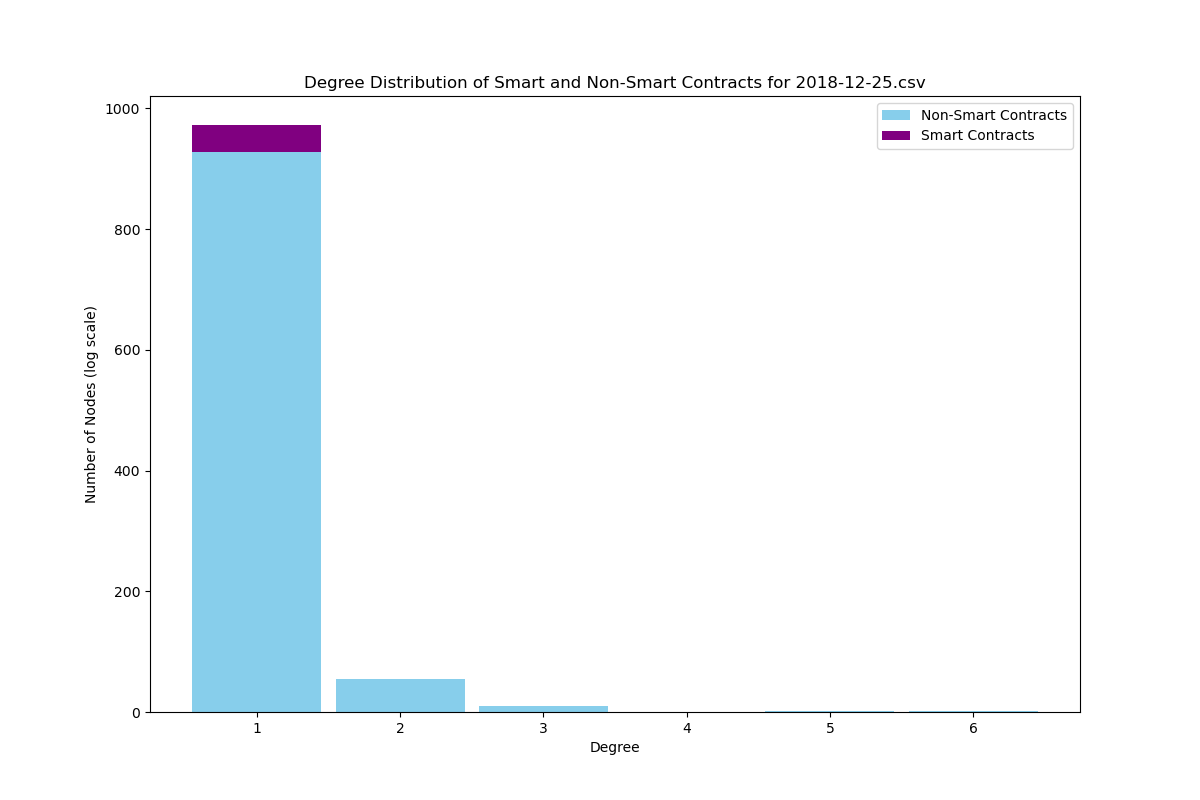 Degree Distribution of Smart and Non-Smart Contracts for 2018-12-25.csv
Non-Smart Contracts
Smart Contracts
Number of Nodes (log scale)
1000
800
600
400
200
0
1 2 3 4 5 6
Degree